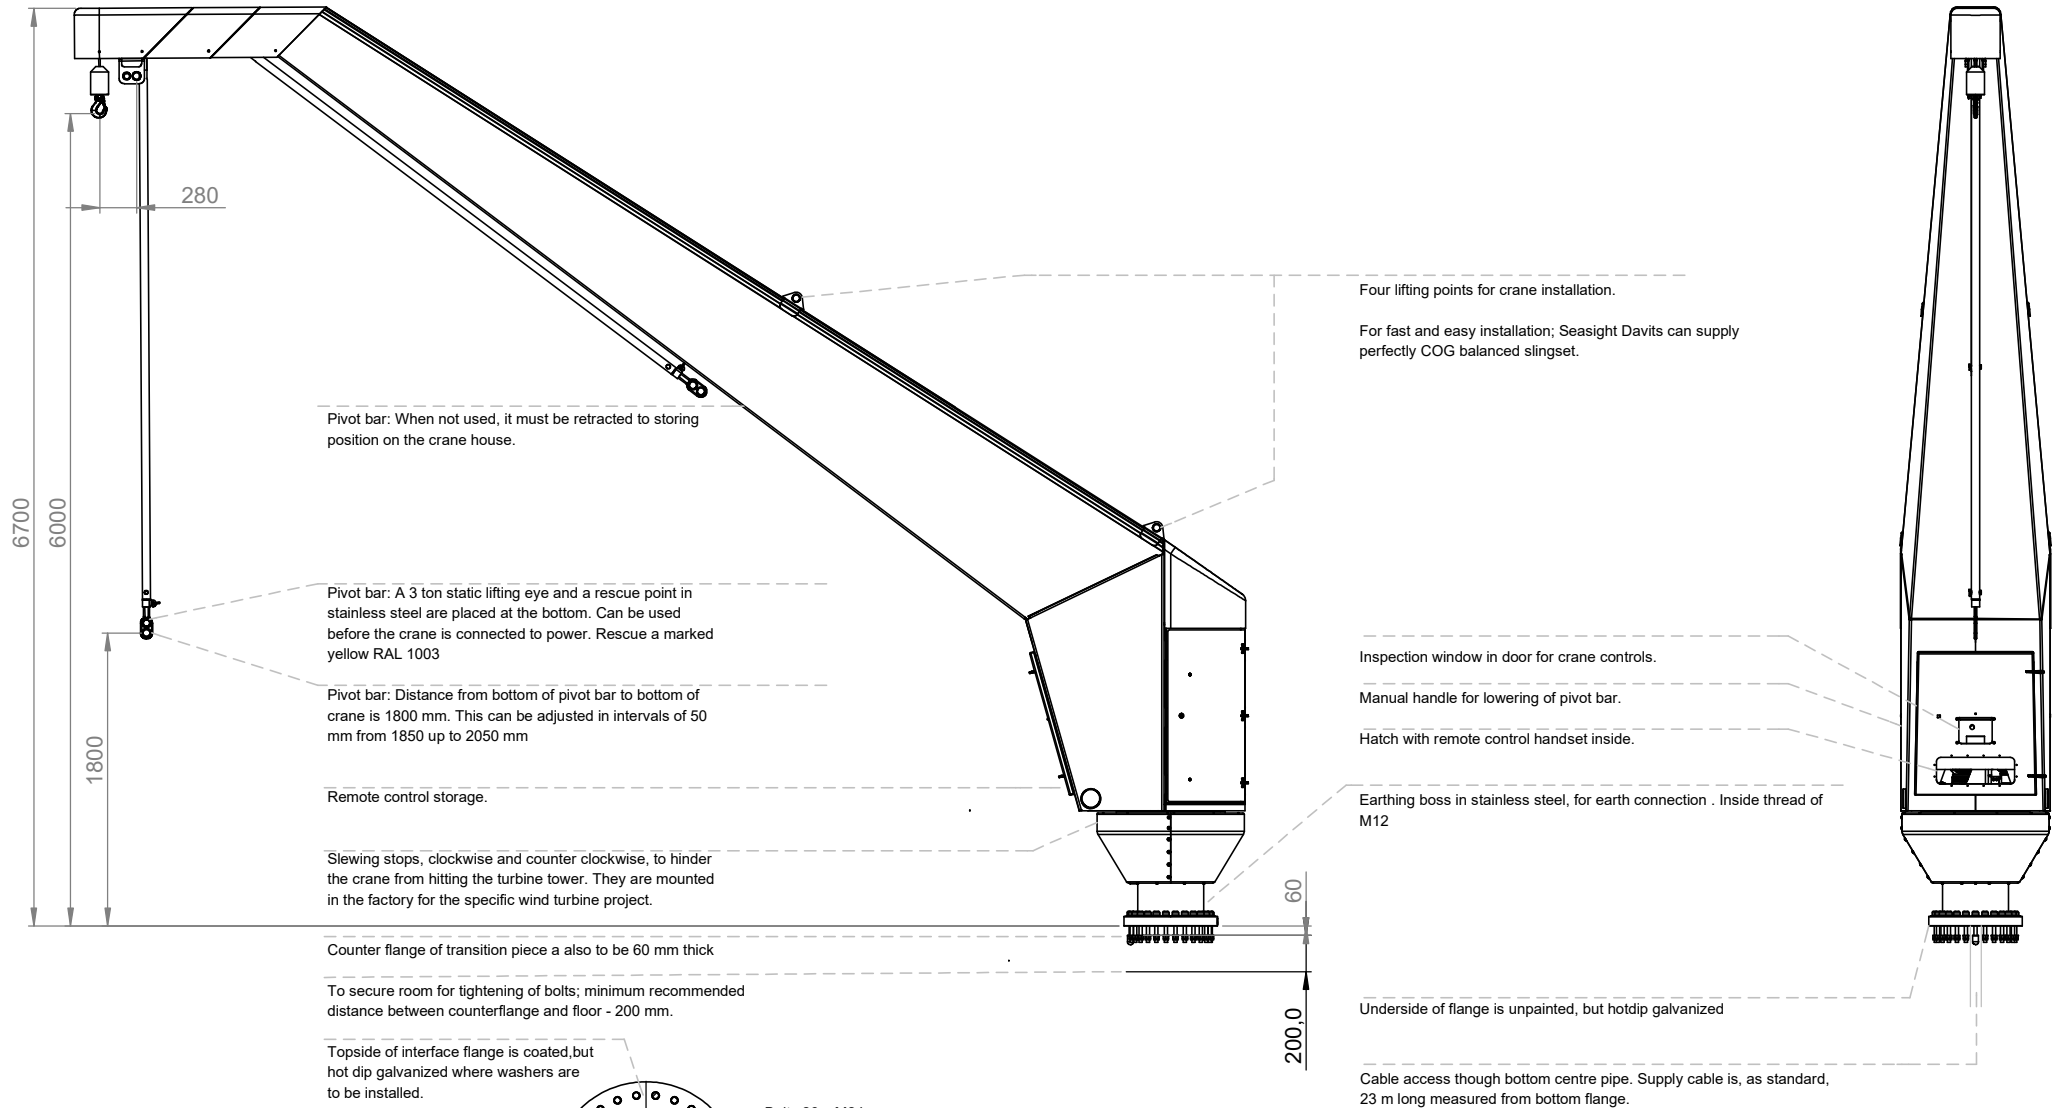 280
6700
6000
1800
Four lifting points for crane installation.
For fast and easy installation; Seasight Davits can supply
perfectly COG balanced slingset.
Pivot bar: When not used, it must be retracted to storing
position on the crane house.
Pivot bar: A 3 ton static lifting eye and a rescue point in
stainless steel are placed at the bottom. Can be used
before the crane is connected to power. Rescue a marked
yellow RAL 1003
Pivot bar: Distance from bottom of pivot bar to bottom of
crane is 1800 mm. This can be adjusted in intervals of 50
mm from 1850 up to 2050 mm
Remote control storage.
Slewing stops, clockwise and counter clockwise, to hinder
the crane from hitting the turbine tower. They are mounted
in the factory for the specific wind turbine project.
Counter flange of transition piece a also to be 60 mm thick
To secure room for tightening of bolts; minimum recommended
distance between counterflange and floor - 200 mm.
Topside of interface flange is coated,but
hot dip galvanized where washers are
to be installed.
60
200,0
Inspection window in door for crane controls.
Manual handle for lowering of pivot bar.
Hatch with remote control handset inside.
Earthing boss in stainless steel, for earth connection . Inside thread of
M12
Underside of flange is unpainted, but hotdip galvanized
Cable access though bottom centre pipe. Supply cable is, as standard,
23 m long measured from bottom flange.